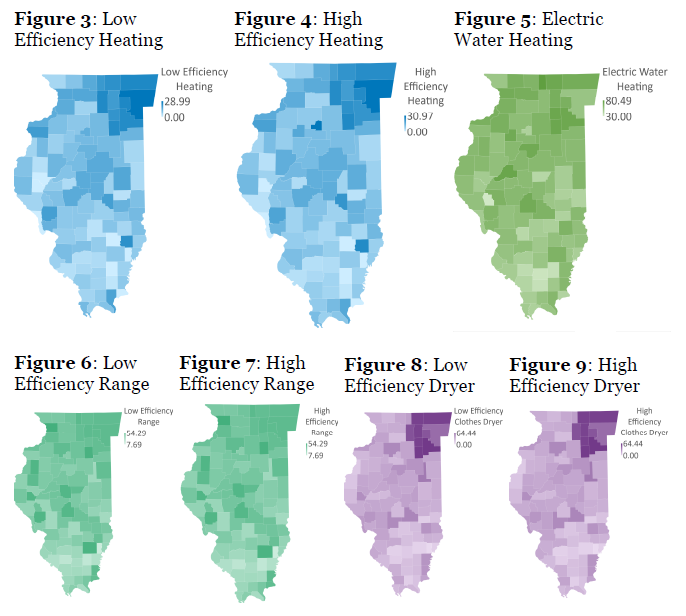 Figure 3: Low
Efficiency Heating
Low Efficiency
Heating
28.99
0.00
Figure 4: High
Efficiency Heating
High
Efficiency
Heating
30.97
0.00
Figure 5: Electric
Water Heating
Electric Water
Heating
80.49
30.00
Figure 6: Low
Efficiency Range
Low Efficiency
Range
54.29
7.69
Figure 7: High
Efficiency Range
High
Efficiency
Range
54.29
7.69
Figure 8: Low
Efficiency Dryer
Low Efficiency
Clothes Dryer
64.44
0.00
Figure 9: High
Efficiency Dryer
High
Efficiency
Clothes Dryer
64.44
0.00